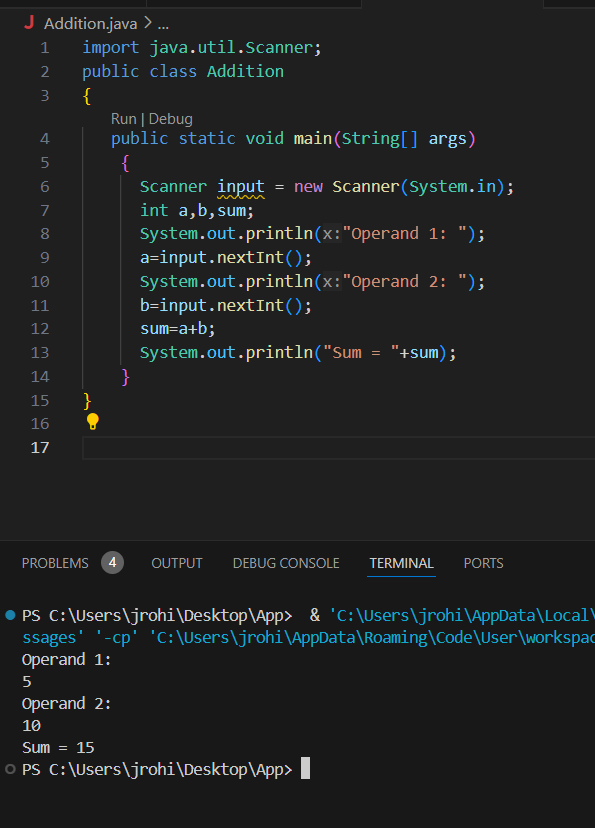 J Addition.java > ...
1 import java.util.Scanner;
2 public class Addition
3 {
Run | Debug
4 public static void main(String[] args)
5 {
6 Scanner input = new Scanner(System.in);
7 int a,b,sum;
8 System.out.println(x:"Operand 1: ");
9 a=input.nextInt();
10 System.out.println(x:"Operand 2: ");
11 b=input.nextInt();
12 sum=a+b;
13 System.out.println("Sum = "+sum);
14 }
15 }
16
17
PROBLEMS 4 OUTPUT DEBUG CONSOLE TERMINAL PORTS
PS C:\Users\jrohi\Desktop\App> & 'C:\Users\jrohi\AppData\Local\
ssages' '-cp' 'C:\Users\jrohi\AppData\Roaming\Code\User\workspac
Operand 1:
5
Operand 2:
10
Sum = 15
PS C:\Users\jrohi\Desktop\App>